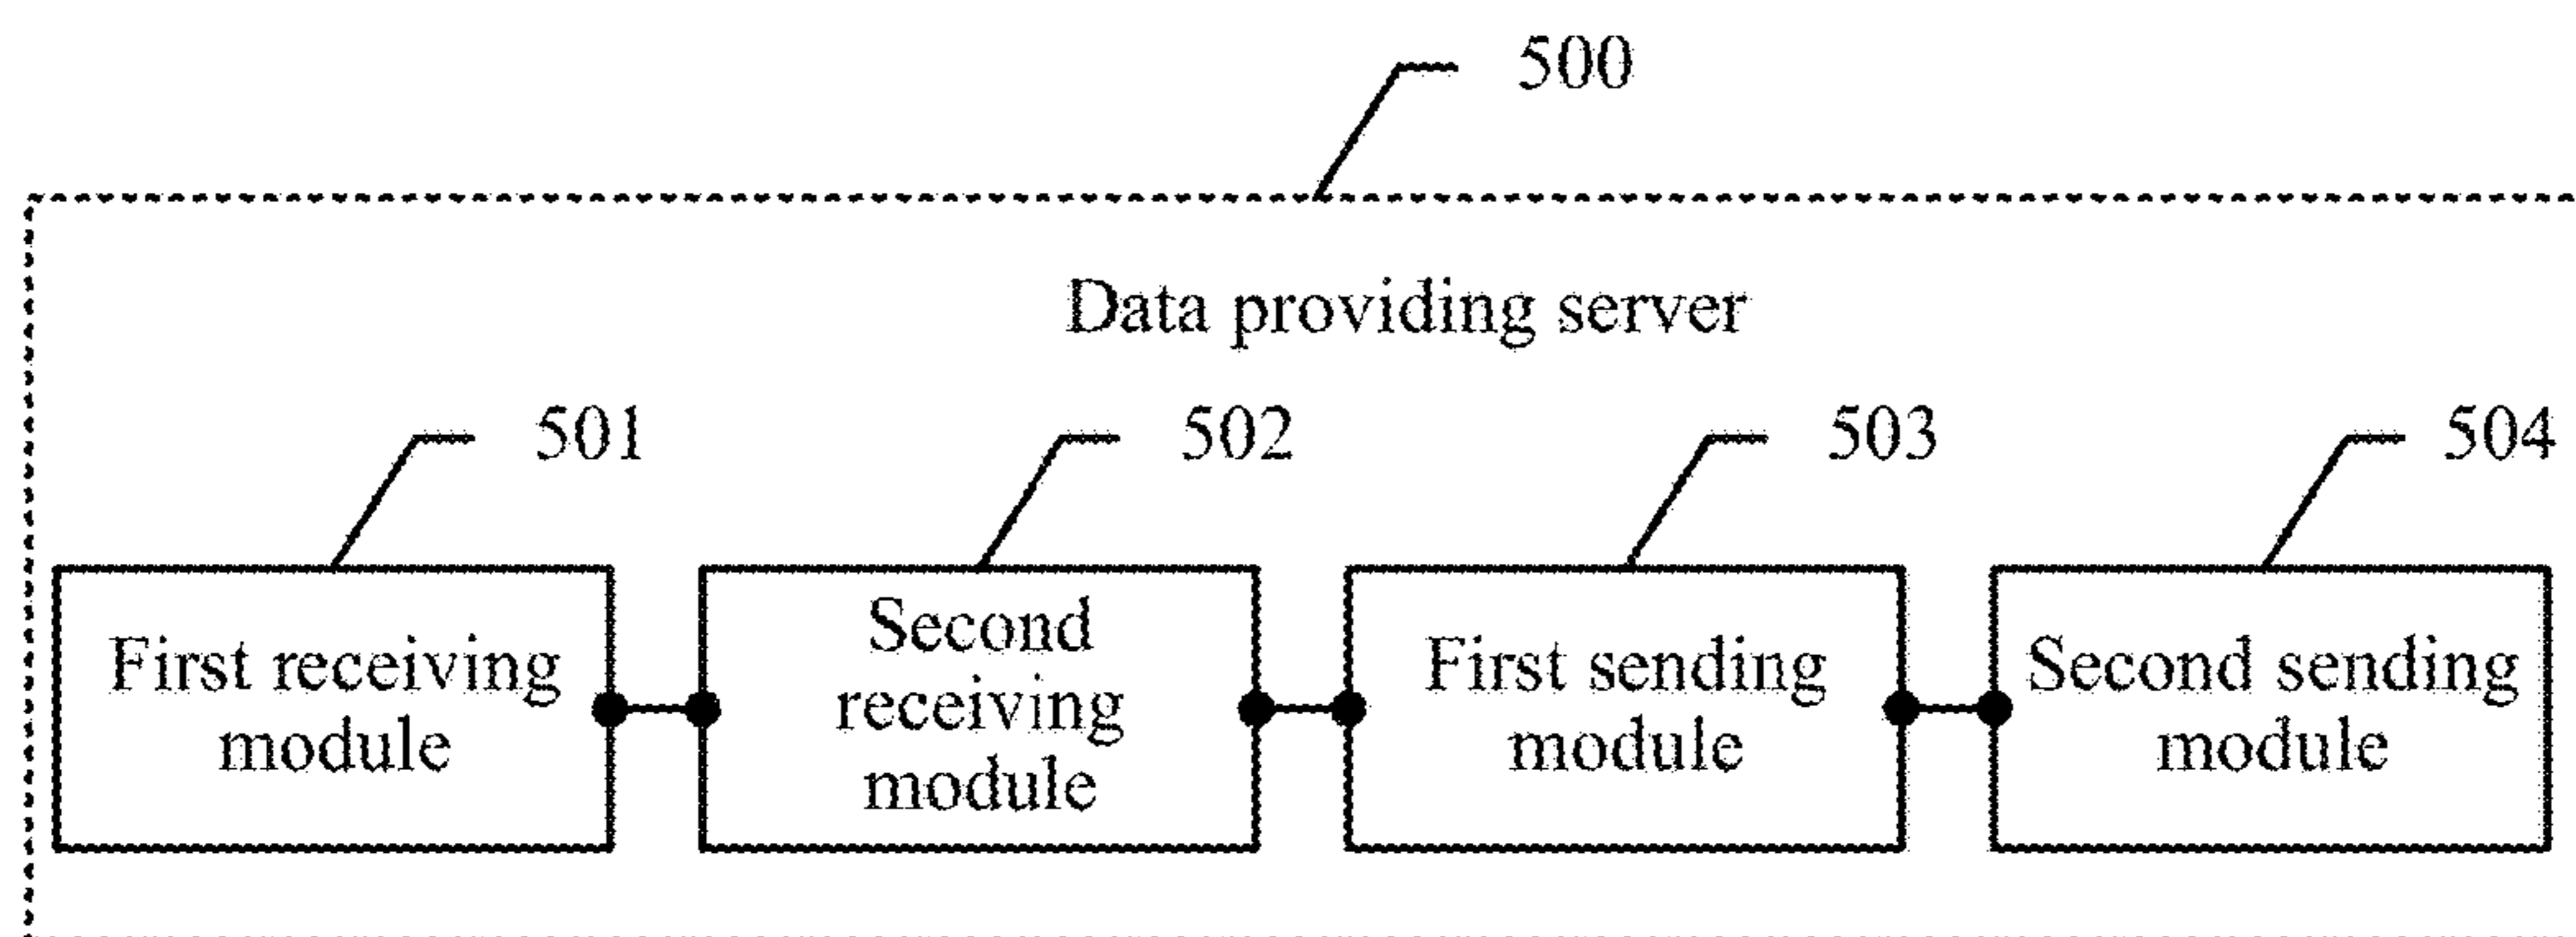 500
Data providing server
501
502
503
504
First receiving
module
Second
receiving
module
First sending
module
Second sending
module